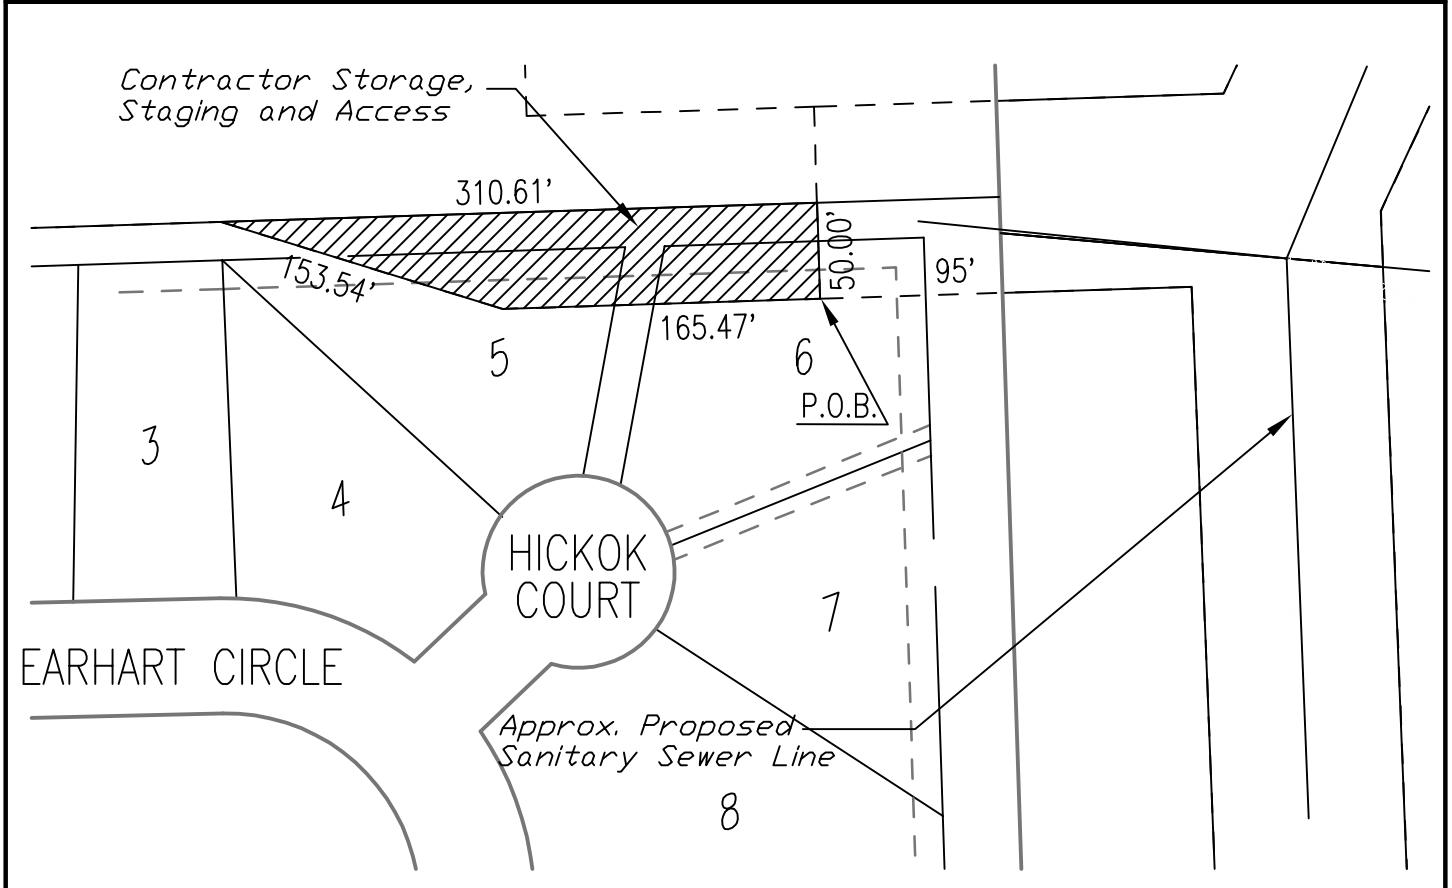 Contractor Storage,
Staging and Access
310.61'
50.00'
95'
153.54'
165.47'
5
6
P.O.B.
3
4
HICKOK
COURT
7
EARHART CIRCLE
Approx. Proposed
Sanitary Sewer Line
8